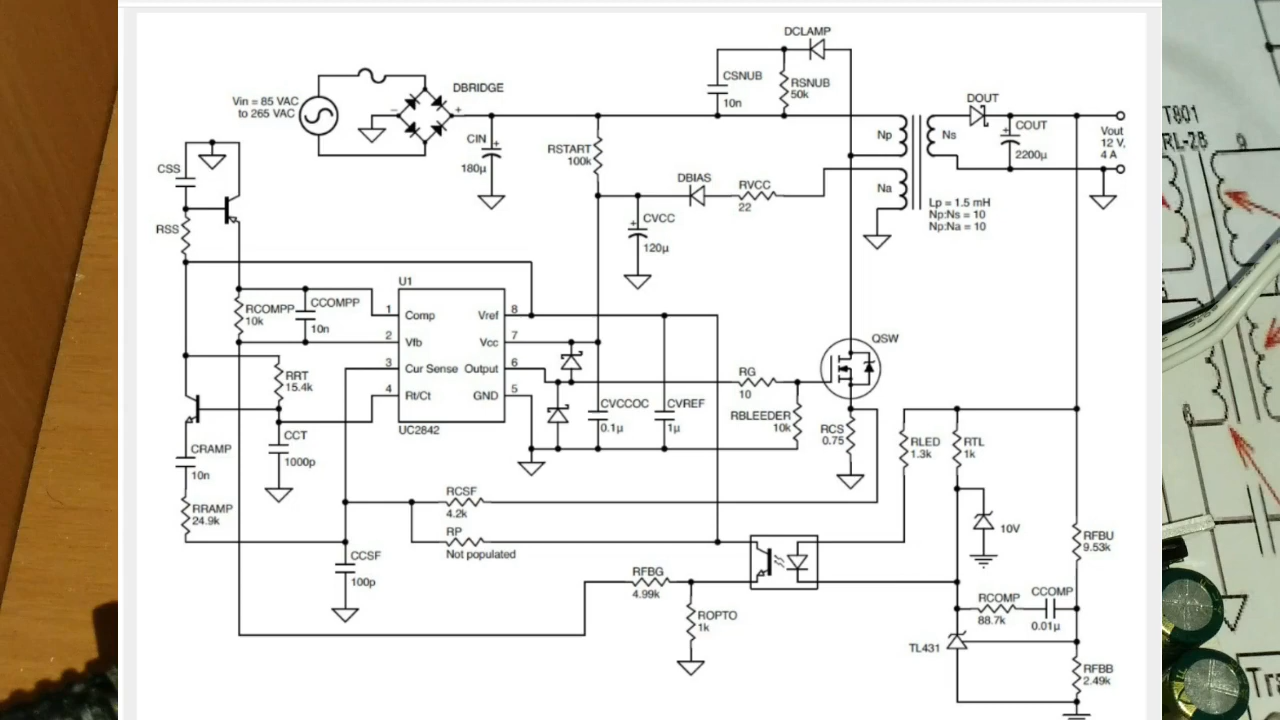 DCLAMP
CSNUB
10n
RSNUB
50k
DBRIDGE
Vin = 85 VAC
to 265 VAC
−
+
CIN
+
180µ
RSTART
100k
Np
Ns
Na
DOUT
+
COUT
2200µ
Vout
12 V,
4 A
Lp = 1.5 mH
Np:Ns = 10
Np:Na = 10
DBIAS
RVCC
22
+
CVCC
120µ
CSS
RSS
RCOMPP
10k
CCOMPP
10n
U1
1
Comp
Vref
8
2
Vfb
Vcc
7
3
Cur Sense
Output
6
4
Rt/Ct
GND
5
UC2842
RRT
15.4k
CRAMP
10n
CCT
1000p
RRAMP
24.9k
CCSF
100p
CVCCOC
0.1µ
CVREF
1µ
RG
10
RBLEEDER
10k
QSW
RCS
0.75
RLED
1.3k
RTL
1k
RCSF
4.2k
RP
Not populated
10V
RFBU
9.53k
RFBG
4.99k
ROPTO
1k
RCOMP
88.7k
CCOMP
0.01µ
TL431
RFBB
2.49k
T801
RL-28
9
8
Tr